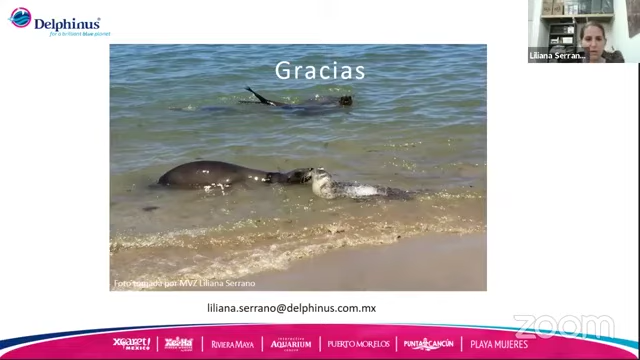 Delphinus
for a brilliant blue planet
Liliana Serran...
Gracias
Foto tomada por MVZ Liliana Serrano
liliana.serrano@delphinus.com.mx
zoom
xcaret
MÉXICO
Xel-Há
RIVIERA MAYA
INTERACTIVE
AQUARIUM
CANCÚN
PUERTO MORELOS
PUNTA CANCÚN
PLAYA MUJERES